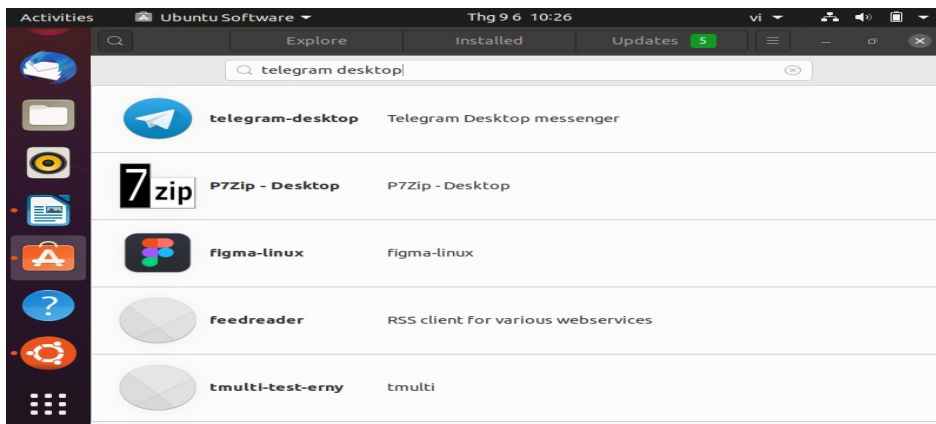 Activities Ubuntu Software Thg 9 6 10:26 vi
Explore Installed Updates 5
telegram desktop
telegram-desktop Telegram Desktop messenger
7 zip P7Zip - Desktop P7Zip - Desktop
figma-linux figma-linux
feedreader RSS client for various webservices
tmulti-test-erny tmulti